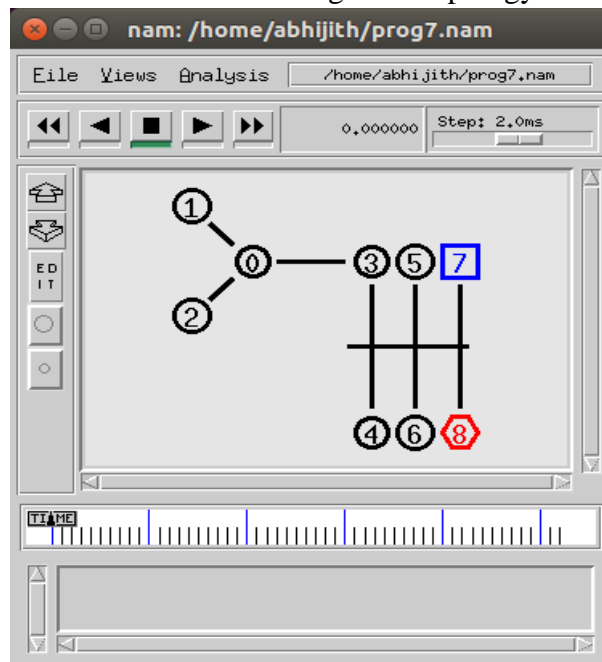 nam: /home/abhijith/prog7.nam
File Views Analysis /home/abhijith/prog7.nam
0.000000 Step: 2.0ms
ED
IT
1
0 3 5 7
2
4 6 8
TIME